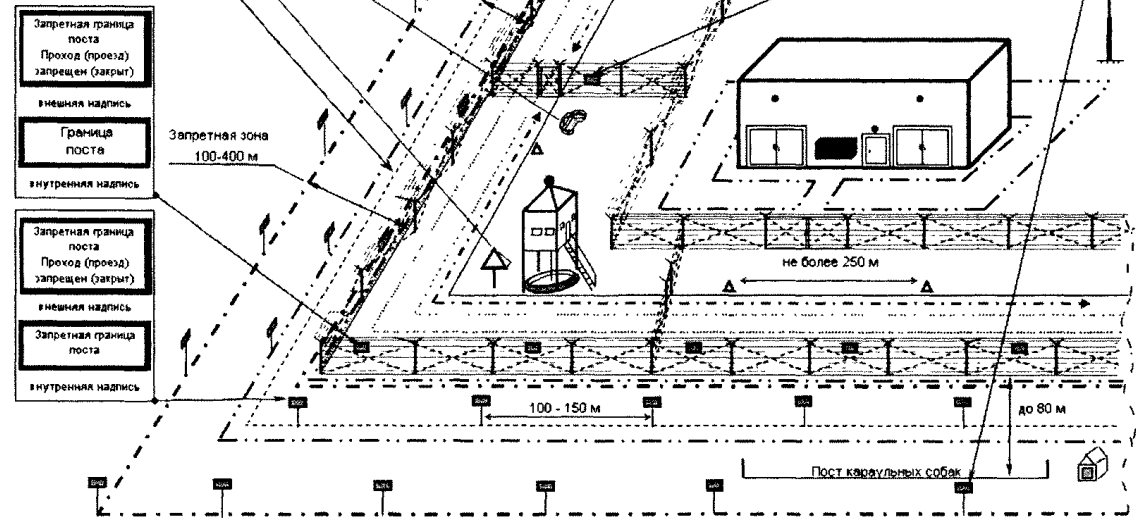 Запретная граница
поста
Проход (проезд)
запрещен (закрыт)
внешняя надпись
Граница
поста
внутренняя надпись
Запретная зона
100-400 м
Запретная граница
поста
Проход (проезд)
запрещен (закрыт)
внешняя надпись
Запретная граница
поста
внутренняя надпись
не более 250 м
100 - 150 м
до 80 м
Пост караульных собак